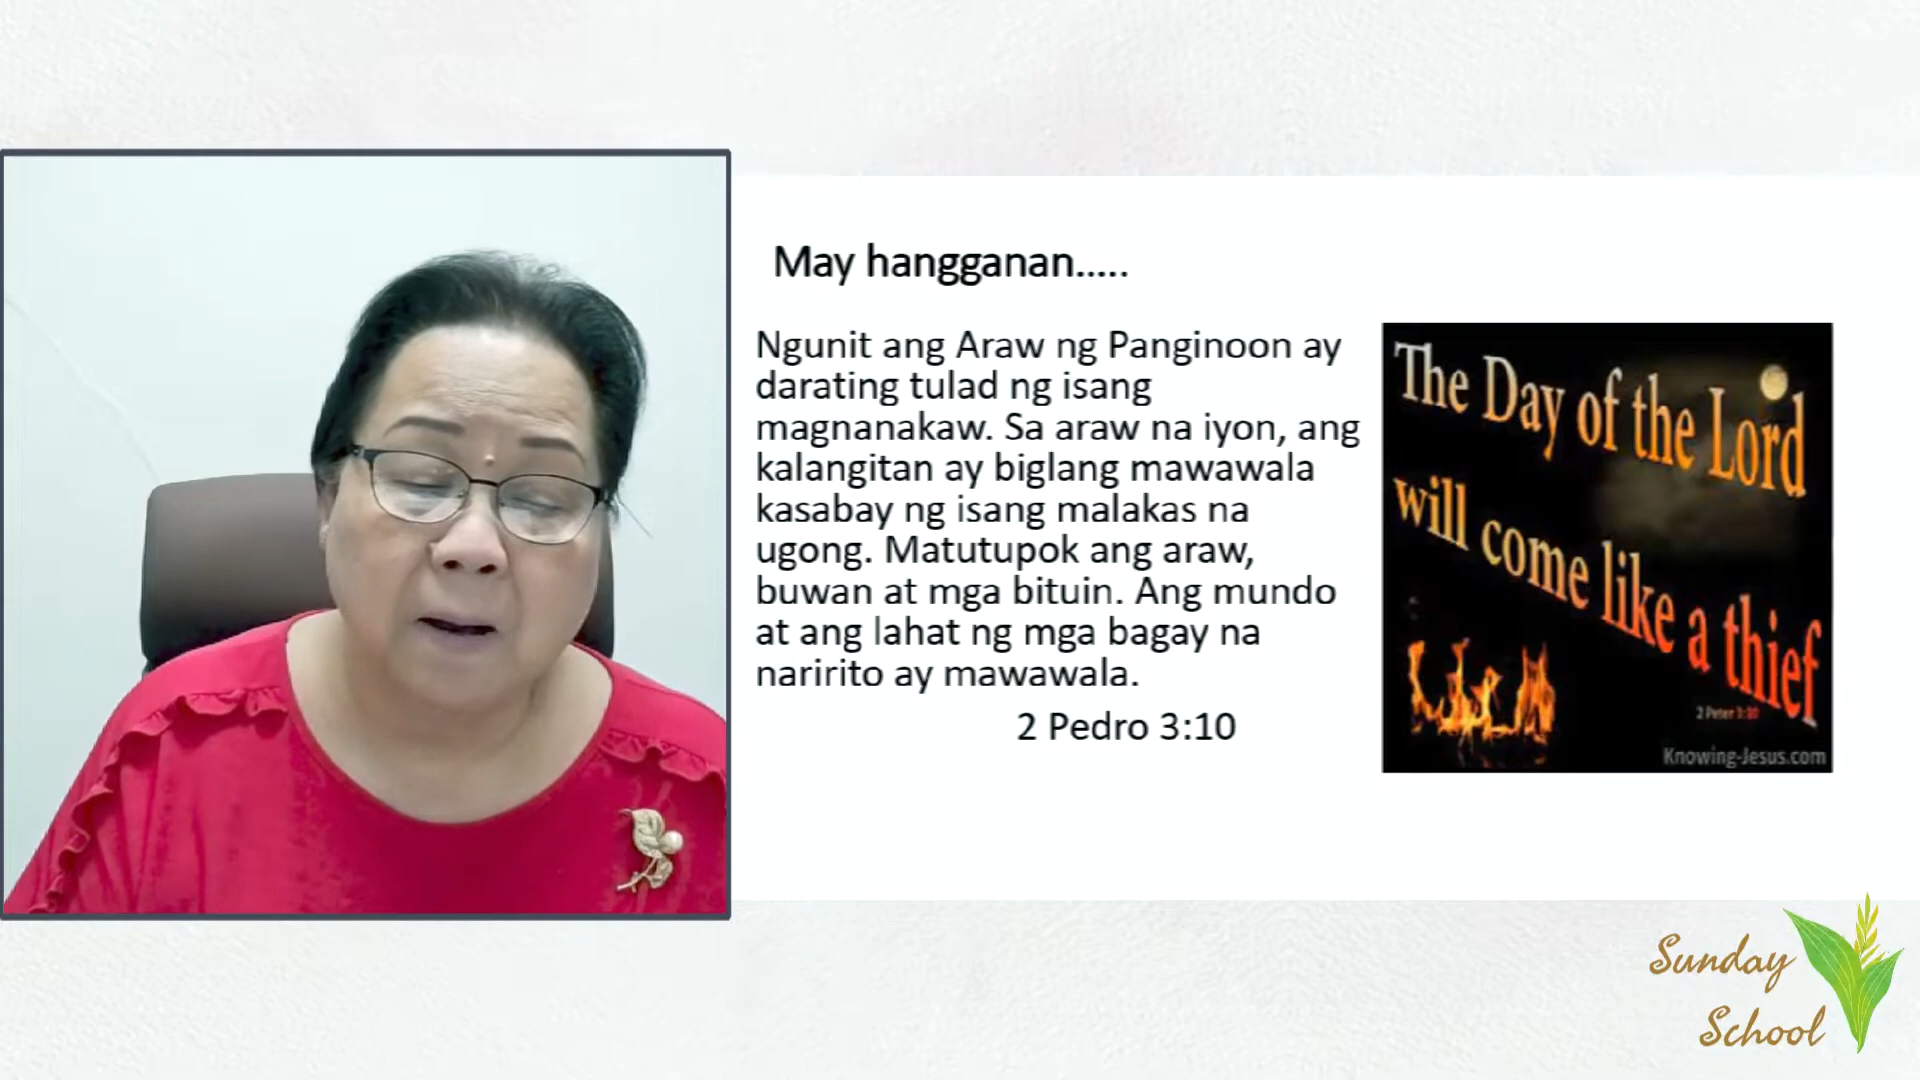 May hangganan.....
Ngunit ang Araw ng Panginoon ay
darating tulad ng isang
magnanakaw. Sa araw na iyon, ang
kalangitan ay biglang mawawala
kasabay ng isang malakas na
ugong. Matutupok ang araw,
buwan at mga bituin. Ang mundo
at ang lahat ng mga bagay na
naririto ay mawawala.
2 Pedro 3:10
The Day of the Lord
will come like a thief
2 Peter 3:10
Knowing-Jesus.com
Sunday
School